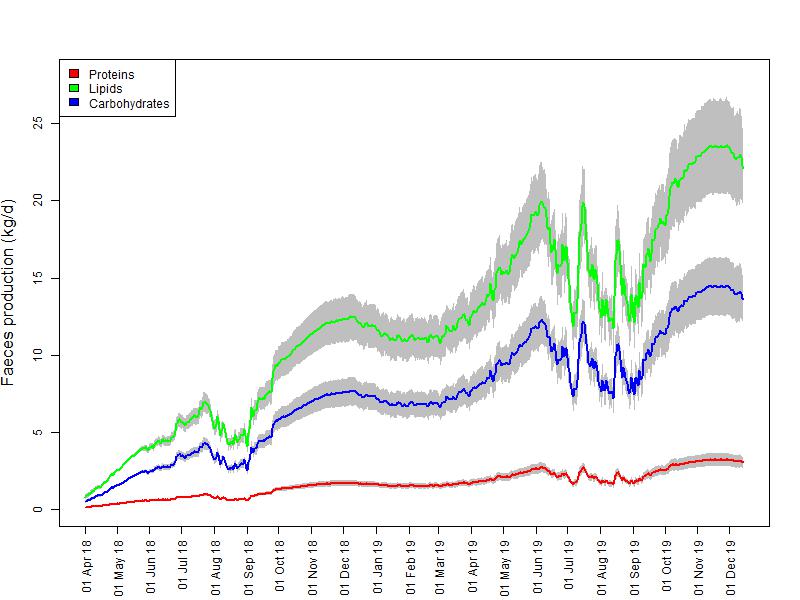 Proteins
Lipids
Carbohydrates
Faeces production (kg/d)
25
20
15
10
5
0
01 Apr 18
01 May 18
01 Jun 18
01 Jul 18
01 Aug 18
01 Sep 18
01 Oct 18
01 Nov 18
01 Dec 18
01 Jan 19
01 Feb 19
01 Mar 19
01 Apr 19
01 May 19
01 Jun 19
01 Jul 19
01 Aug 19
01 Sep 19
01 Oct 19
01 Nov 19
01 Dec 19